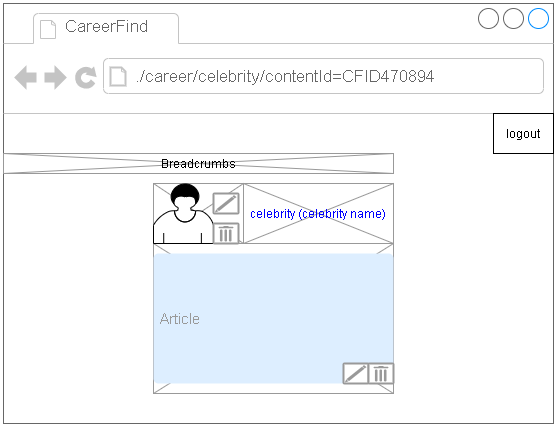 CareerFind
./career/celebrity/contentId=CFID470894
logout
Breadcrumbs
celebrity (celebrity name)
Article